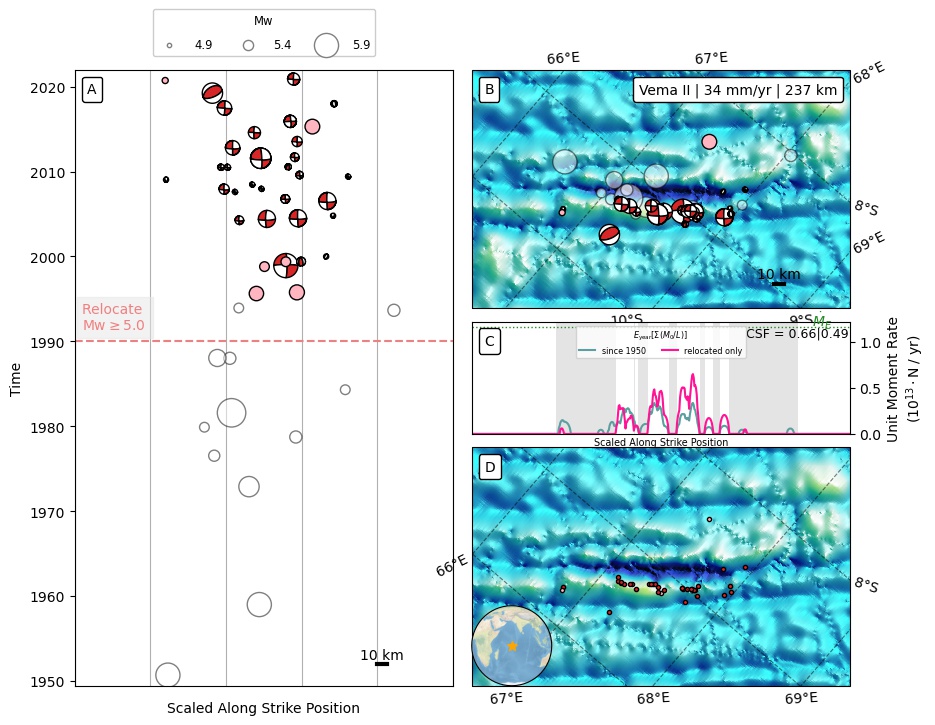 Mw
4.9 5.4 5.9
A
2020
2010
2000
1990
1980
1970
1960
1950
Time
Relocate
Mw ≥ 5.0
10 km
Scaled Along Strike Position
66°E 67°E 68°E
B
Vema II | 34 mm/yr | 237 km
8°S
69°E
10 km
10°S 9°S
C
E_year[Σ(M₀/L)]
since 1950 relocated only
Ṁ_E
CSF = 0.66|0.49
1.0
0.5
0.0
Unit Moment Rate
(10¹³ · N / yr)
Scaled Along Strike Position
D
66°E
8°S
67°E 68°E 69°E